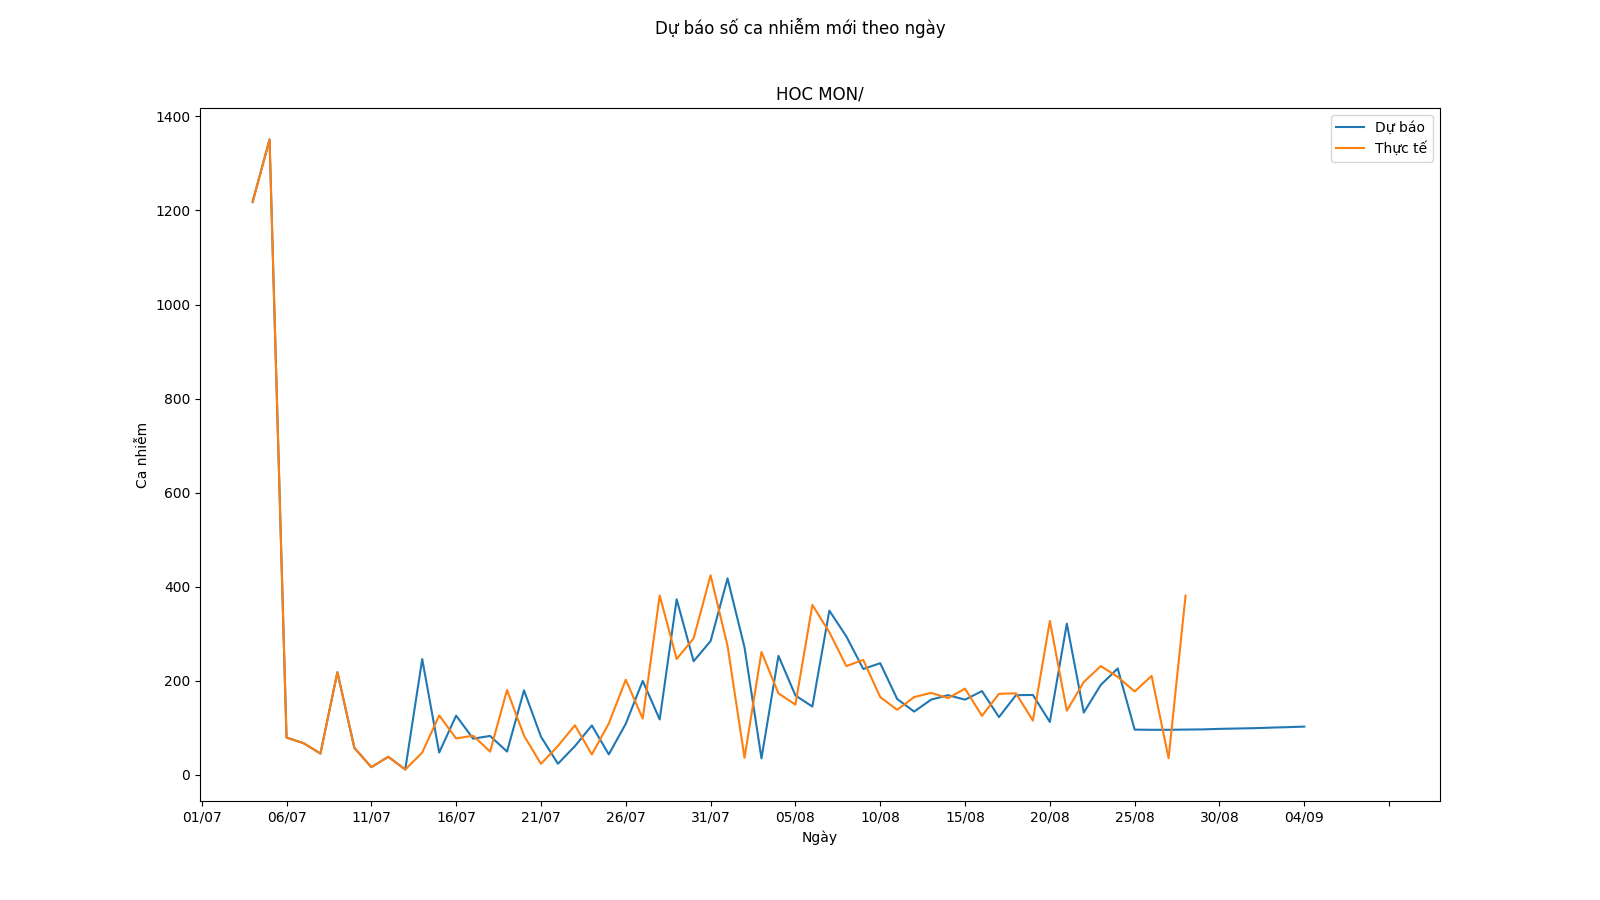 Dự báo số ca nhiễm mới theo ngày
HOC MON/
Dự báo
Thực tế
1400
1200
1000
800
600
400
200
0
Ca nhiễm
01/07 06/07 11/07 16/07 21/07 26/07 31/07 05/08 10/08 15/08 20/08 25/08 30/08 04/09
Ngày